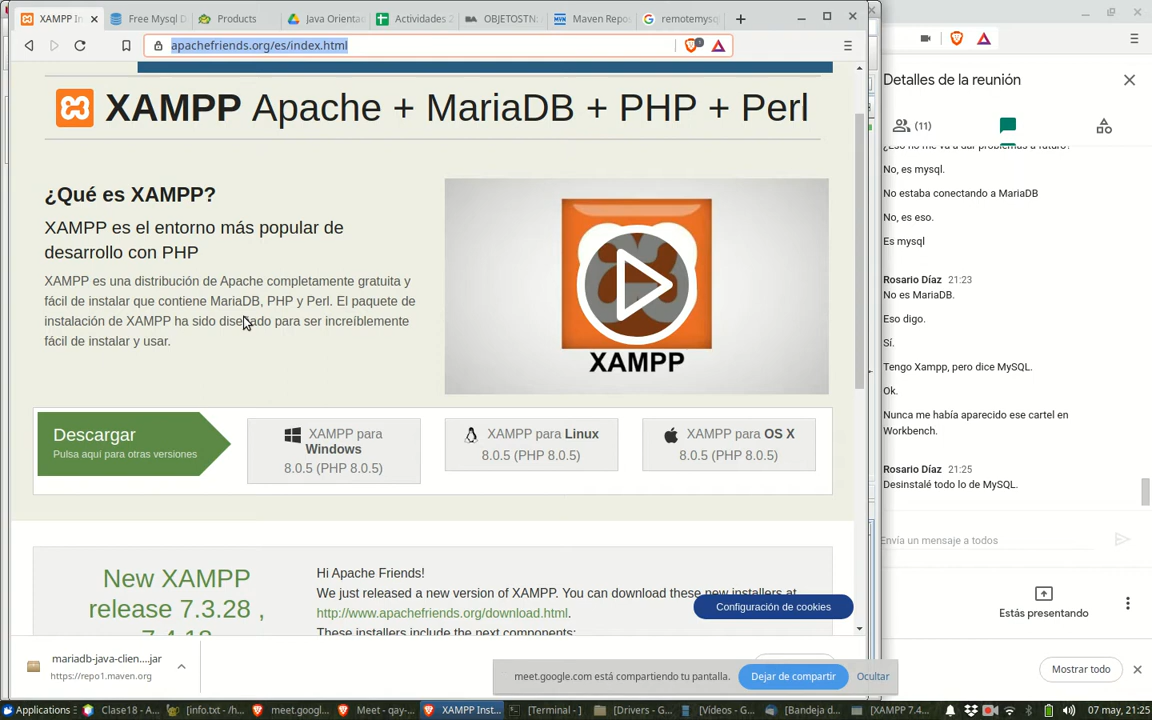 XAMPP In
Free Mysql D
Products
Java Orienta
Actividades 2
OBJETOSTN:
Maven Repo
remotemysq
apachefriends.org/es/index.html
XAMPP Apache + MariaDB + PHP + Perl
¿Qué es XAMPP?
XAMPP es el entorno más popular de
desarrollo con PHP
XAMPP es una distribución de Apache completamente gratuita y
fácil de instalar que contiene MariaDB, PHP y Perl. El paquete de
instalación de XAMPP ha sido diseñado para ser increíblemente
fácil de instalar y usar.
XAMPP
Descargar
Pulsa aquí para otras versiones
XAMPP para
Windows
8.0.5 (PHP 8.0.5)
XAMPP para Linux
8.0.5 (PHP 8.0.5)
XAMPP para OS X
8.0.5 (PHP 8.0.5)
New XAMPP
release 7.3.28 ,
Hi Apache Friends!
We just released a new version of XAMPP. You can download these new installers at
http://www.apachefriends.org/download.html.
These installers include the next components:
Configuración de cookies
mariadb-java-clien....jar
https://repo1.maven.org
meet.google.com está compartiendo tu pantalla.
Dejar de compartir
Ocultar
Detalles de la reunión
(11)
¿Eso no me va a dar problemas a futuro?
No, es mysql.
No estaba conectando a MariaDB
No, es eso.
Es mysql
Rosario Díaz 21:23
No es MariaDB.
Eso digo.
Sí.
Tengo Xampp, pero dice MySQL.
Ok.
Nunca me había aparecido ese cartel en
Workbench.
Rosario Díaz 21:25
Desinstalé todo lo de MySQL.
Envía un mensaje a todos
Estás presentando
Mostrar todo
Applications
Clase18 - A...
[info.txt - /h...
meet.googl...
Meet - qay-...
XAMPP Inst...
[Terminal - ]
[Drivers - G...
[Vídeos - G...
[Bandeja d...
[XAMPP 7.4...
07 may, 21:25